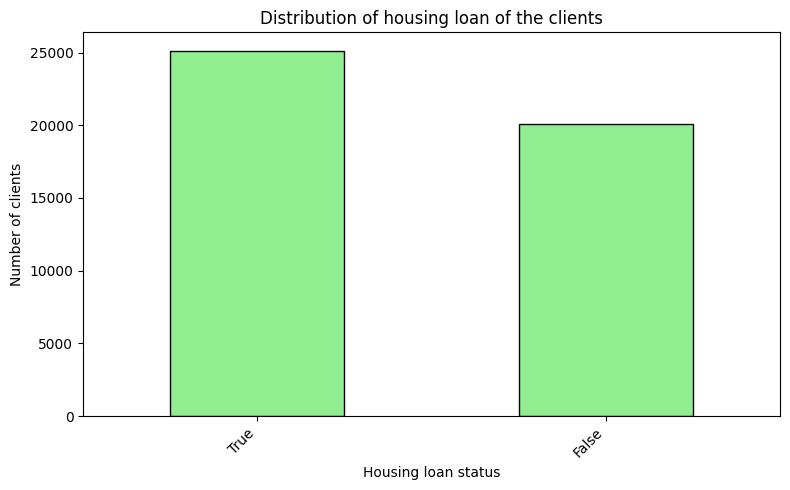 Distribution of housing loan of the clients
Number of clients
25000
20000
15000
10000
5000
0
True
False
Housing loan status